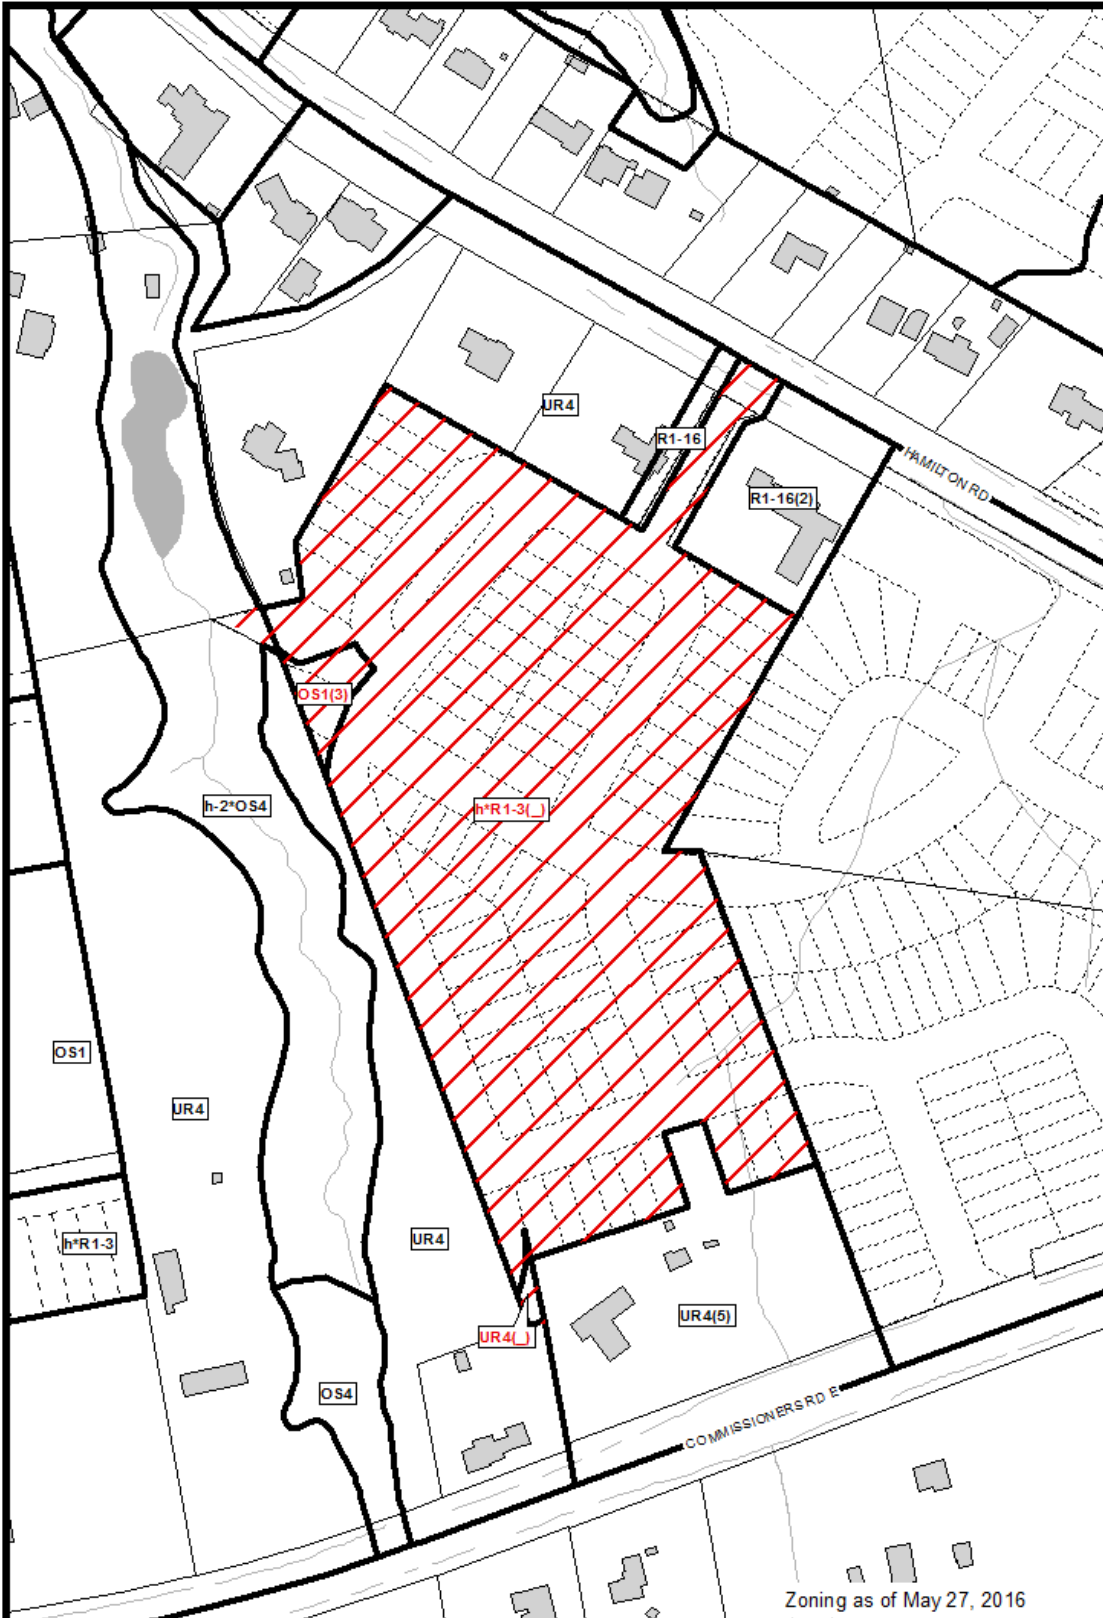 UR4
R1-16
HAMILTON RD
R1-16(2)
OS1(3)
h-2*OS4
h*R1-3(_)
OS1
UR4
h*R1-3
UR4
UR4(5)
UR4(_)
OS4
COMMISSIONERS RD E
Zoning as of May 27, 2016